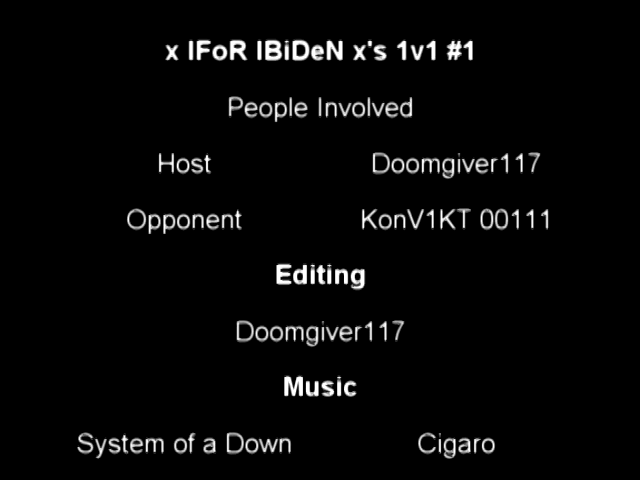 x IFoR IBiDeN x's 1v1 #1
People Involved
Host Doomgiver117
Opponent KonV1KT 00111
Editing
Doomgiver117
Music
System of a Down Cigaro